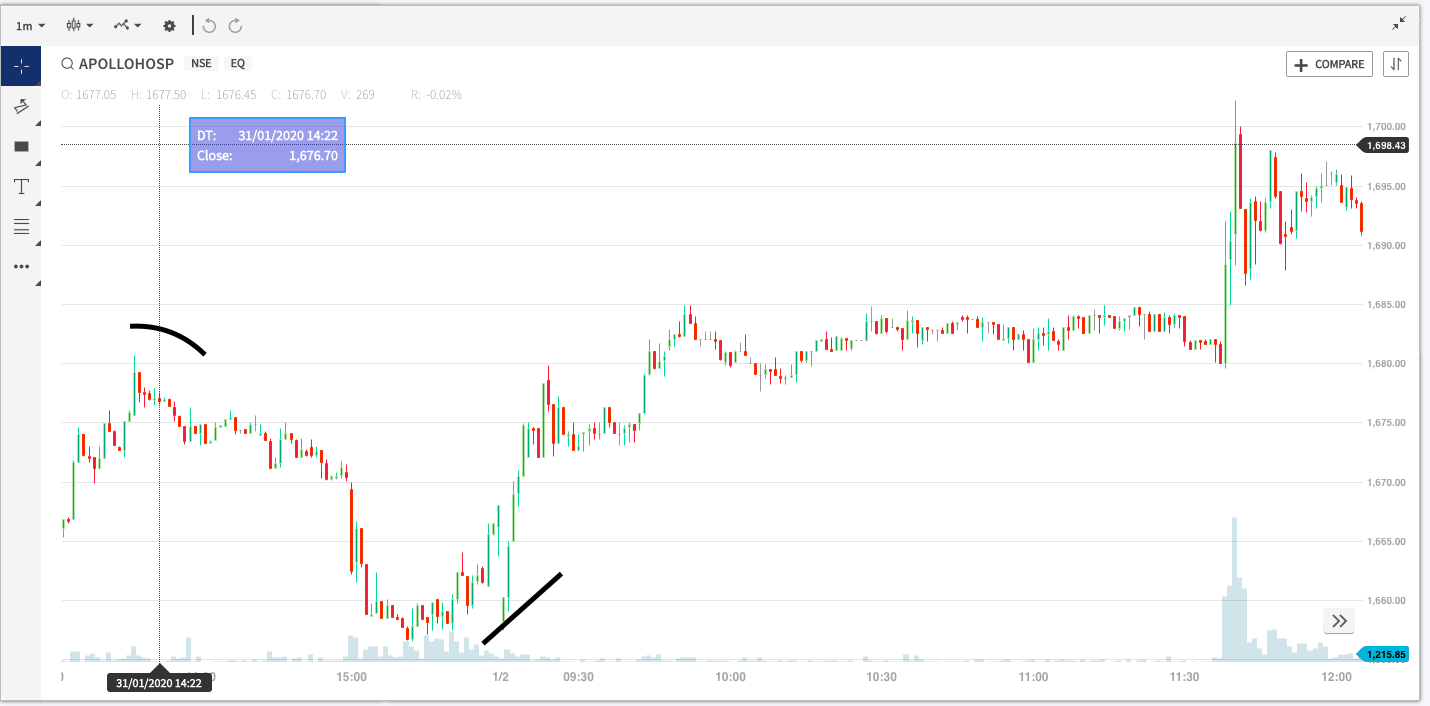 1m
APOLLOHOSP NSE EQ
COMPARE
O: 1677.05 H: 1677.50 L: 1676.45 C: 1676.70 V: 269 R: -0.02%
DT: 31/01/2020 14:22
Close: 1,676.70
1,700.00
1,698.43
1,695.00
1,690.00
1,685.00
1,680.00
1,675.00
1,670.00
1,665.00
1,660.00
1,215.85
15:00 1/2 09:30 10:00 10:30 11:00 11:30 12:00
31/01/2020 14:22